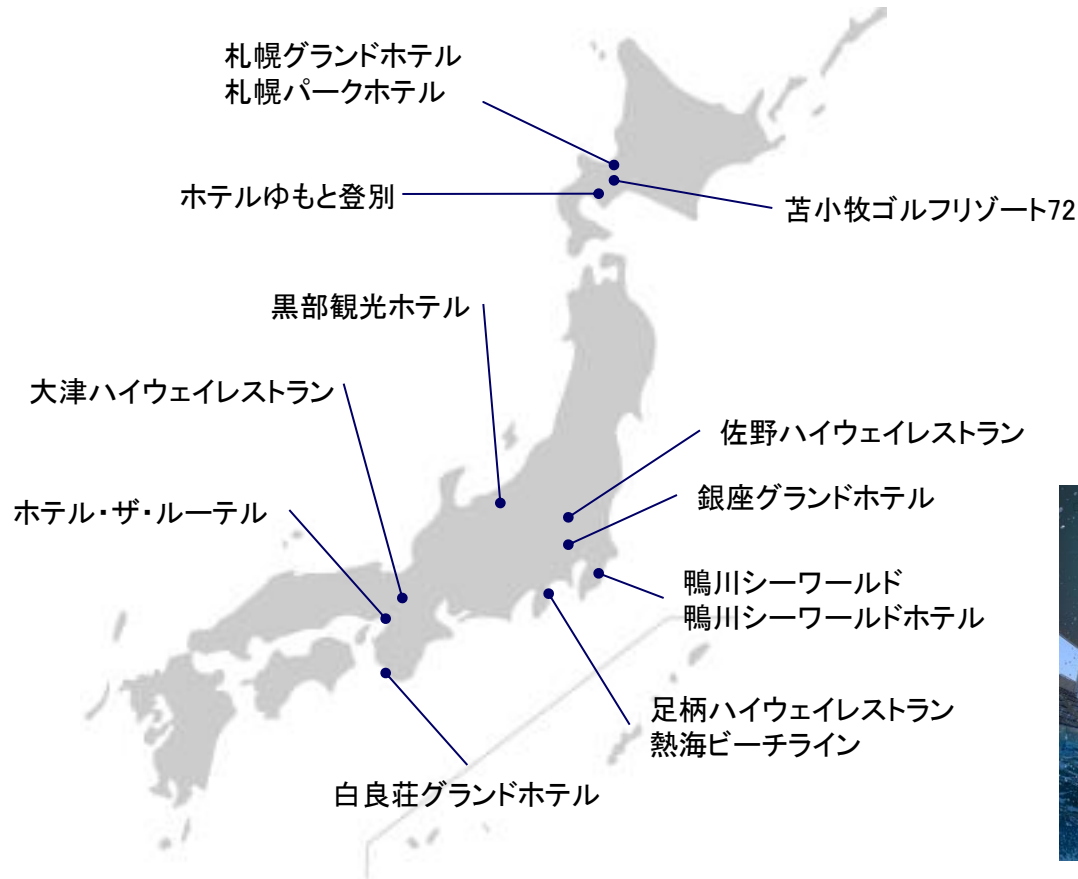 札幌グランドホテル
札幌パークホテル
ホテルゆもと登別
苫小牧ゴルフリゾート72
黒部観光ホテル
大津ハイウェイレストラン
佐野ハイウェイレストラン
銀座グランドホテル
ホテル・ザ・ルーテル
鴨川シーワールド
鴨川シーワールドホテル
足柄ハイウェイレストラン
熱海ビーチライン
白良荘グランドホテル